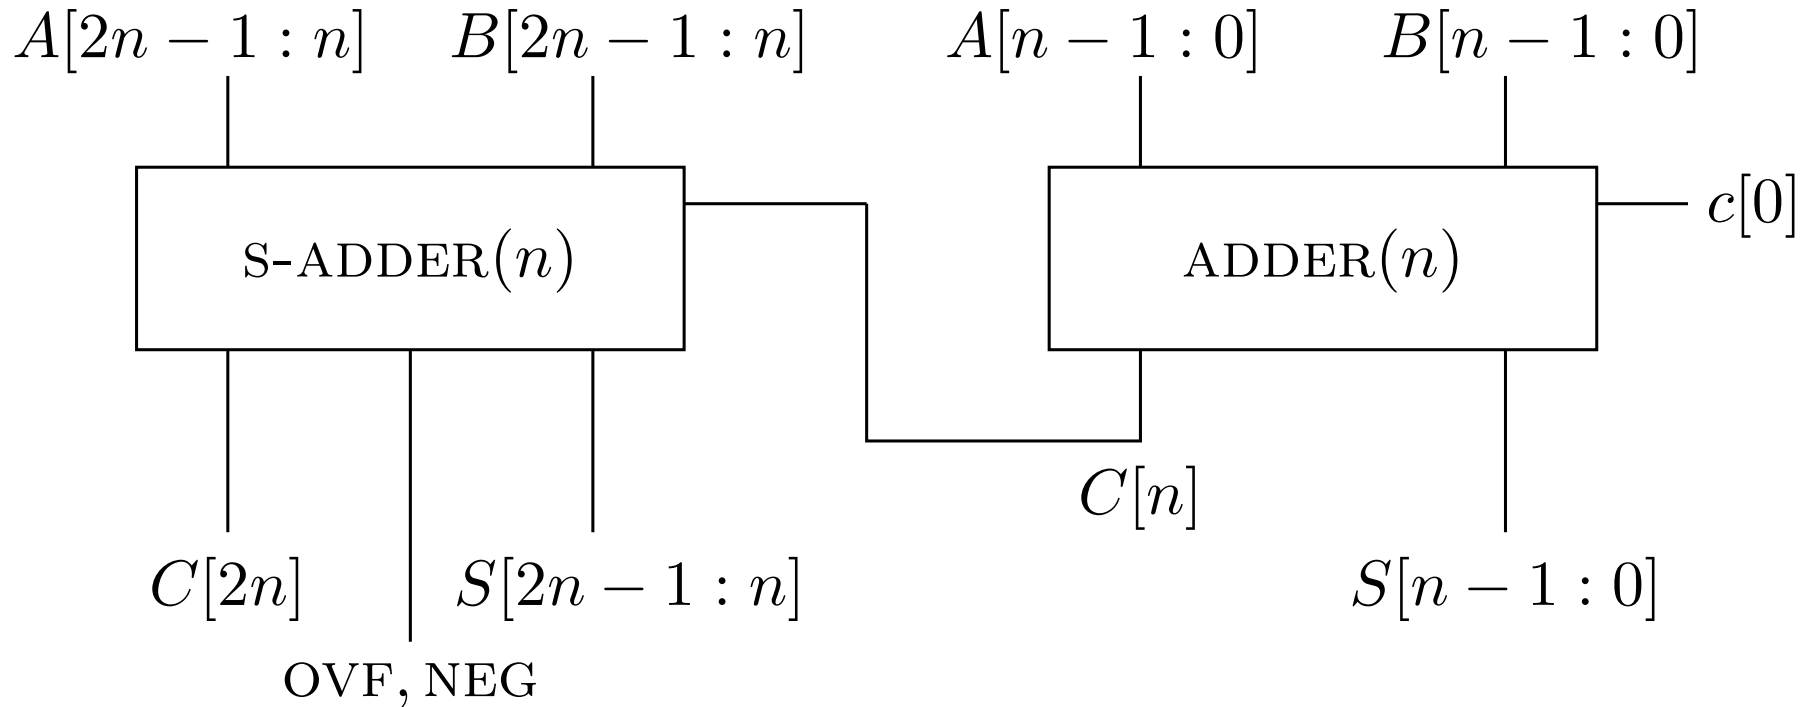 A[2n − 1 : n] B[2n − 1 : n] A[n − 1 : 0] B[n − 1 : 0]
c[0]
S-ADDER(n) ADDER(n)
C[n]
C[2n] S[2n − 1 : n] S[n − 1 : 0]
OVF, NEG